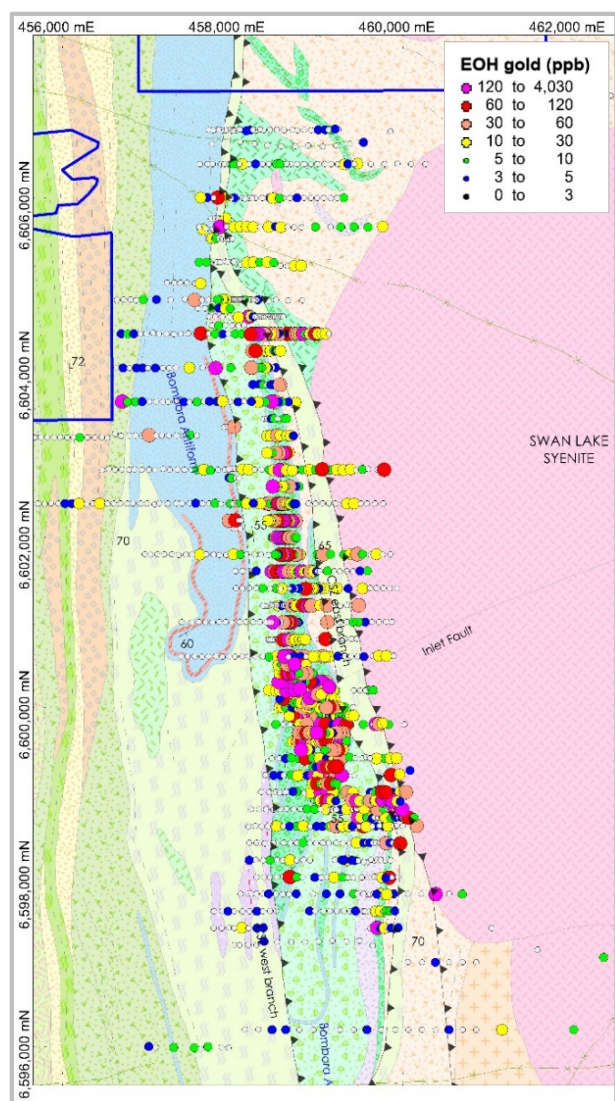 456,000 mE
458,000 mE
460,000 mE
462,000 mE
EOH gold (ppb)
120 to 4,030
60 to 120
30 to 60
10 to 30
5 to 10
3 to 5
0 to 3
6,606,000 mN
6,604,000 mN
72
Bombora Antiform
SWAN LAKE
SYENITE
55
70
65
6,602,000 mN
east branch
60
Inlet Fault
6,600,000 mN
55
6,598,000 mN
west branch
70
Bombora A
6,596,000 mN